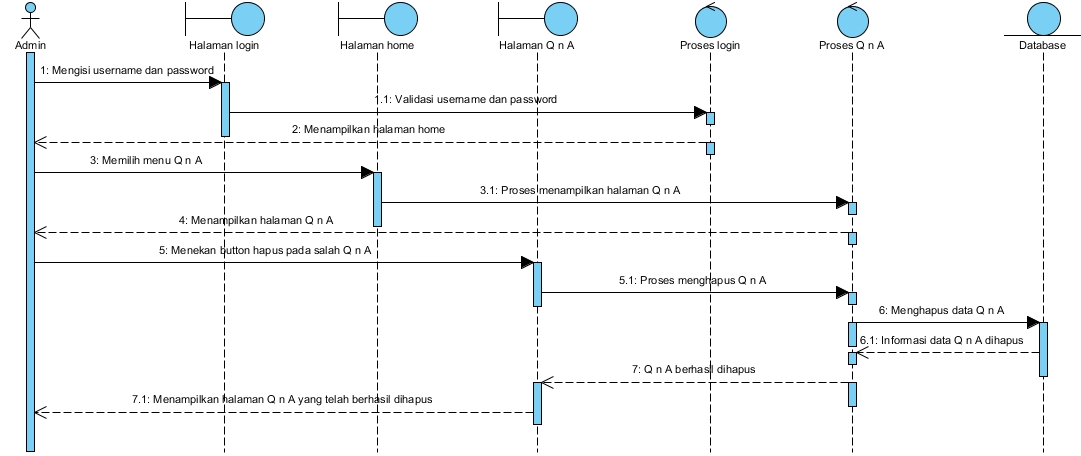 Admin
Halaman login
Halaman home
Halaman Q n A
Proses login
Proses Q n A
Database
1: Mengisi username dan password
1.1: Validasi username dan password
2: Menampilkan halaman home
3: Memilih menu Q n A
3.1: Proses menampilkan halaman Q n A
4: Menampilkan halaman Q n A
5: Menekan button hapus pada salah Q n A
5.1: Proses menghapus Q n A
6: Menghapus data Q n A
6.1: Informasi data Q n A dihapus
7: Q n A berhasil dihapus
7.1: Menampilkan halaman Q n A yang telah berhasil dihapus